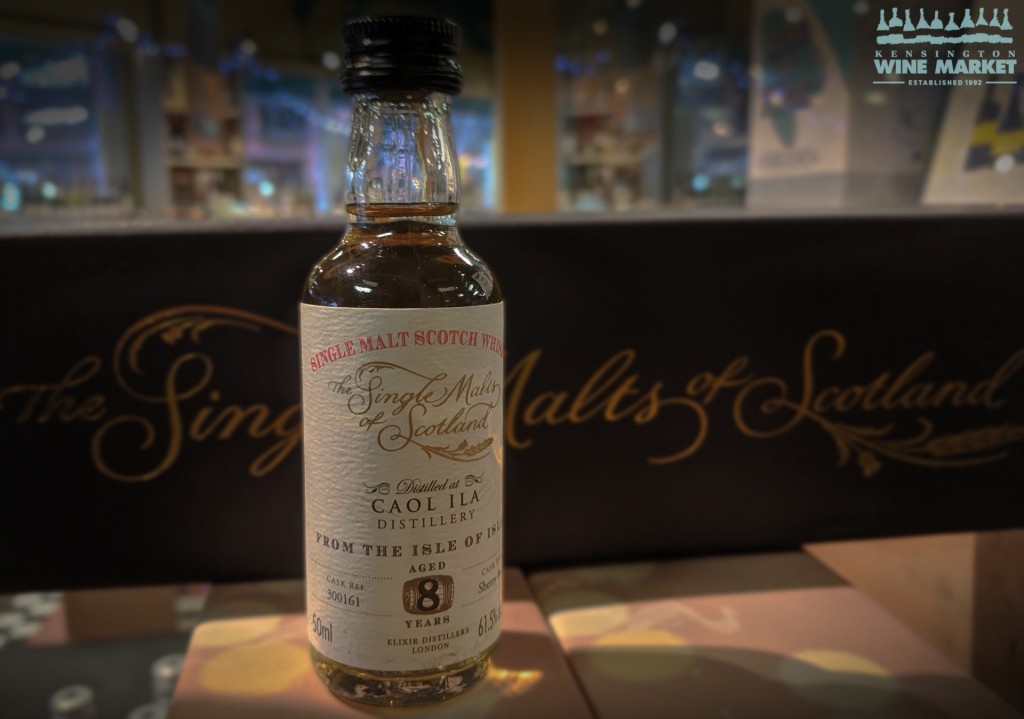 KENSINGTON
WINE MARKET
ESTABLISHED 1992
The Sing Malts of Scotland
SINGLE MALT SCOTCH
The Single Malts
of Scotland
Distilled at
CAOL ILA
DISTILLERY
FROM THE ISLE OF
AGED
8
YEARS
CASK REF.
300161
CASK
Sherry
50ml
61.5%
ELIXIR DISTILLERS
LONDON